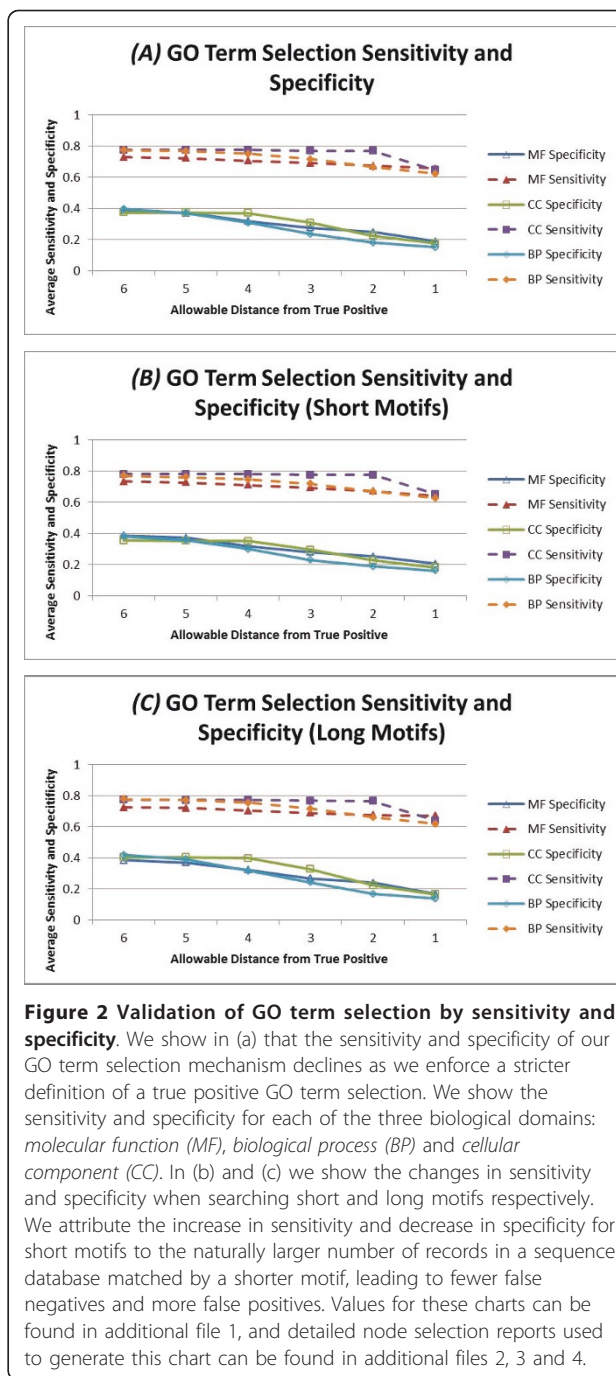 (A) GO Term Selection Sensitivity and
Specificity
Average Sensitivity and Specificity
1
0.8
0.6
0.4
0.2
0
6 5 4 3 2 1
Allowable Distance from True Positive
MF Specificity
MF Sensitivity
CC Specificity
CC Sensitivity
BP Specificity
BP Sensitivity
(B) GO Term Selection Sensitivity and
Specificity (Short Motifs)
Average Sensitivity and Specificity
1
0.8
0.6
0.4
0.2
0
6 5 4 3 2 1
Allowable Distance from True Positive
MF Specificity
MF Sensitivity
CC Specificity
CC Sensitivity
BP Specificity
BP Sensitivity
(C) GO Term Selection Sensitivity and
Specificity (Long Motifs)
Average Sensitivity and Specitificity
1
0.8
0.6
0.4
0.2
0
6 5 4 3 2 1
Allowable Distance from True Positive
MF Specificity
MF Sensitivity
CC Specificity
CC Sensitivity
BP Specificity
BP Sensitivity
Figure 2 Validation of GO term selection by sensitivity and
specificity. We show in (a) that the sensitivity and specificity of our
GO term selection mechanism declines as we enforce a stricter
definition of a true positive GO term selection. We show the
sensitivity and specificity for each of the three biological domains:
molecular function (MF), biological process (BP) and cellular
component (CC). In (b) and (c) we show the changes in sensitivity
and specificity when searching short and long motifs respectively.
We attribute the increase in sensitivity and decrease in specificity for
short motifs to the naturally larger number of records in a sequence
database matched by a shorter motif, leading to fewer false
negatives and more false positives. Values for these charts can be
found in additional file 1, and detailed node selection reports used
to generate this chart can be found in additional files 2, 3 and 4.